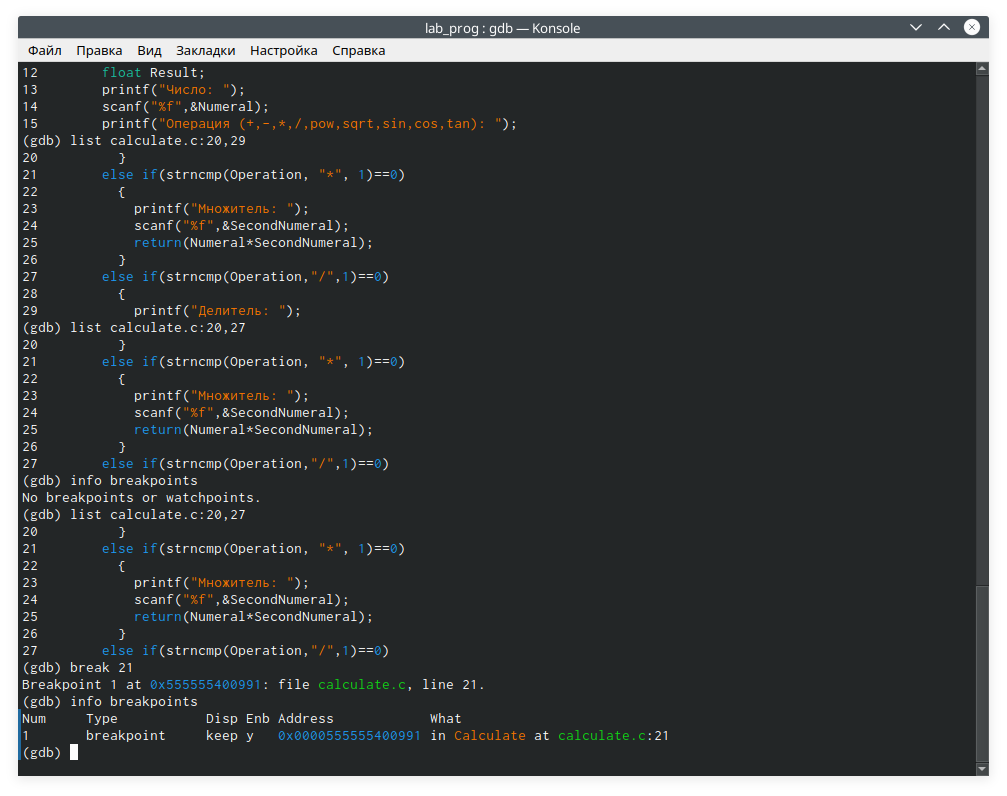 lab_prog : gdb — Konsole
Файл Правка Вид Закладки Настройка Справка
12        float Result;
13        printf("Число: ");
14        scanf("%f",&Numeral);
15        printf("Операция (+,-,*,/,pow,sqrt,sin,cos,tan): ");
(gdb) list calculate.c:20,29
20          }
21        else if(strncmp(Operation, "*", 1)==0)
22          {
23            printf("Множитель: ");
24            scanf("%f",&SecondNumeral);
25            return(Numeral*SecondNumeral);
26          }
27        else if(strncmp(Operation,"/",1)==0)
28          {
29            printf("Делитель: ");
(gdb) list calculate.c:20,27
20          }
21        else if(strncmp(Operation, "*", 1)==0)
22          {
23            printf("Множитель: ");
24            scanf("%f",&SecondNumeral);
25            return(Numeral*SecondNumeral);
26          }
27        else if(strncmp(Operation,"/",1)==0)
(gdb) info breakpoints
No breakpoints or watchpoints.
(gdb) list calculate.c:20,27
20          }
21        else if(strncmp(Operation, "*", 1)==0)
22          {
23            printf("Множитель: ");
24            scanf("%f",&SecondNumeral);
25            return(Numeral*SecondNumeral);
26          }
27        else if(strncmp(Operation,"/",1)==0)
(gdb) break 21
Breakpoint 1 at 0x555555400991: file calculate.c, line 21.
(gdb) info breakpoints
Num     Type           Disp Enb Address            What
1       breakpoint     keep y   0x0000555555400991 in Calculate at calculate.c:21
(gdb)